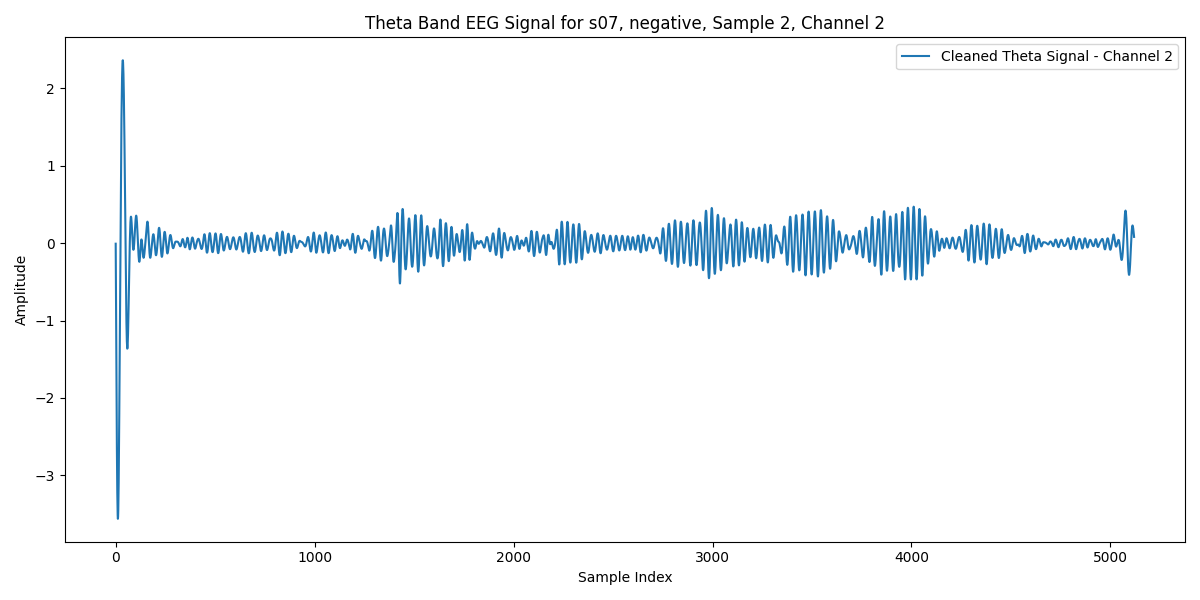 Theta Band EEG Signal for s07, negative, Sample 2, Channel 2
Cleaned Theta Signal - Channel 2
Amplitude
2
1
0
−1
−2
−3
0 1000 2000 3000 4000 5000
Sample Index